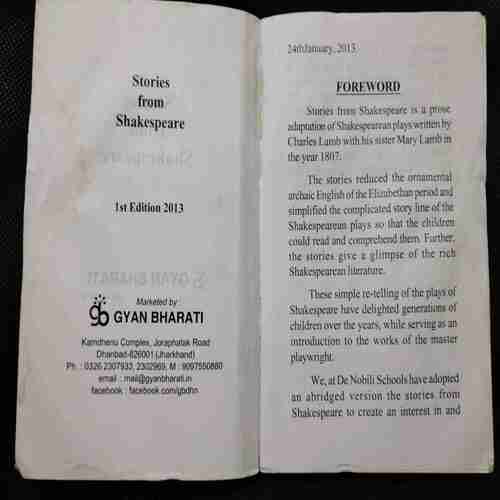 Stories
from
Shakespeare
1st Edition 2013
Marketed by :
gb GYAN BHARATI
Kamdhenu Complex, Joraphatak Road
Dhanbad-826001 (Jharkhand)
Ph. : 0326 2307933, 2302969, M : 9097550880
email : mail@gyanbharati.in
facebook : facebook.com/gbdhn
24thJanuary, 2013
FOREWORD
Stories from Shakespeare is a prose
adaptation of Shakespearean plays written by
Charles Lamb with his sister Mary Lamb in
the year 1807.
The stories reduced the ornamental
archaic English of the Elizabethan period and
simplified the complicated story line of the
Shakespearean plays so that the children
could read and comprehend them. Further,
the stories give a glimpse of the rich
Shakespearean literature.
These simple re-telling of the plays of
Shakespeare have delighted generations of
children over the years, while serving as an
introduction to the works of the master
playwright.
We, at De Nobili Schools have adopted
an abridged version the stories from
Shakespeare to create an interest in and